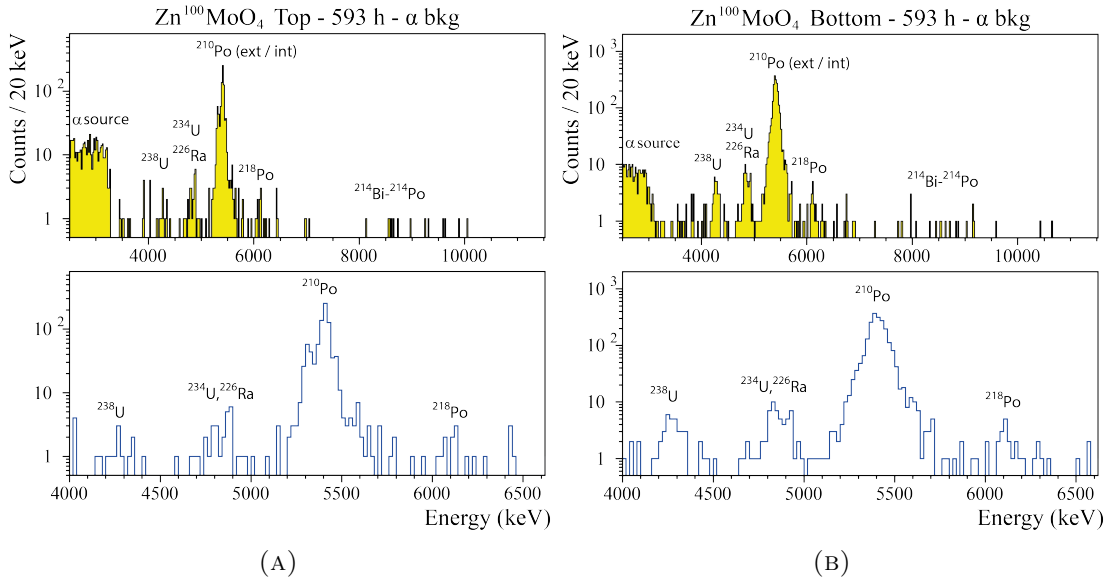 Zn¹⁰⁰MoO₄ Top - 593 h - α bkg
Counts / 20 keV
10²
10
1
α source
²³⁸U
²³⁴U
²²⁶Ra
²¹⁰Po (ext / int)
²¹⁸Po
²¹⁴Bi-²¹⁴Po
4000 6000 8000 10000
10²
10
1
²³⁸U
²³⁴U,²²⁶Ra
²¹⁰Po
²¹⁸Po
4000 4500 5000 5500 6000 6500
Energy (keV)
(A)
Zn¹⁰⁰MoO₄ Bottom - 593 h - α bkg
Counts / 20 keV
10³
10²
10
1
α source
²³⁸U
²³⁴U
²²⁶Ra
²¹⁰Po (ext / int)
²¹⁸Po
²¹⁴Bi-²¹⁴Po
4000 6000 8000 10000
10³
10²
10
1
²³⁸U
²³⁴U,²²⁶Ra
²¹⁰Po
²¹⁸Po
4000 4500 5000 5500 6000 6500
Energy (keV)
(B)